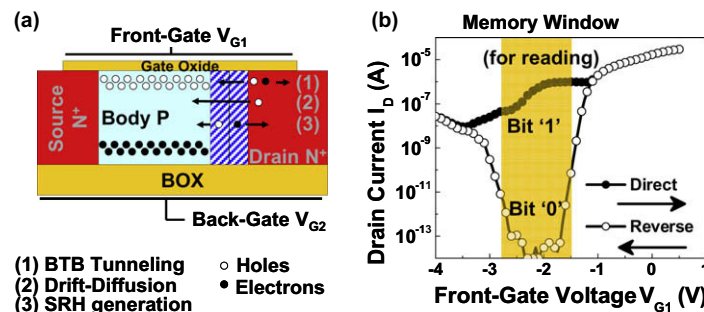 (a)
Front-Gate V_G1
Gate Oxide
Source
N⁺
Body P
(1)
(2)
(3)
Drain N⁺
BOX
Back-Gate V_G2
(1) BTB Tunneling
(2) Drift-Diffusion
(3) SRH generation
Holes
Electrons
(b)
Memory Window
(for reading)
Drain Current I_D (A)
10⁻⁵
10⁻⁷
10⁻⁹
10⁻¹¹
10⁻¹³
Bit ‘1’
Bit ‘0’
Direct
Reverse
-4 -3 -2 -1 0 1
Front-Gate Voltage V_G1 (V)